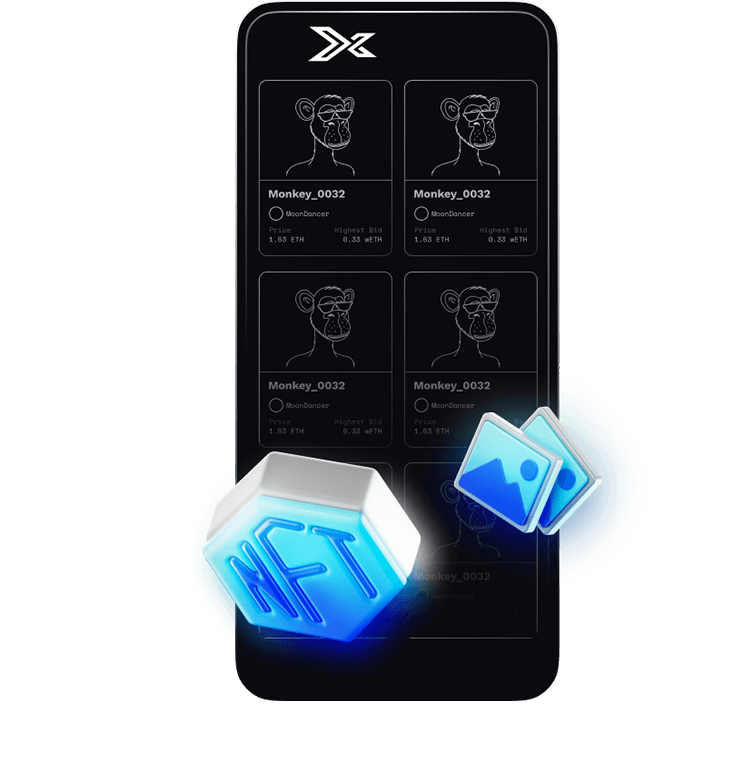 Monkey_0032
MoonDancer
Price
Highest Bid
1.63 ETH
0.33 wETH
Monkey_0032
MoonDancer
Price
Highest Bid
1.63 ETH
0.33 wETH
Monkey_0032
MoonDancer
Price
Highest Bid
1.63 ETH
0.33 wETH
Monkey_0032
MoonDancer
Price
Highest Bid
1.63 ETH
0.33 wETH
NFT
Monkey_0032
MoonDancer